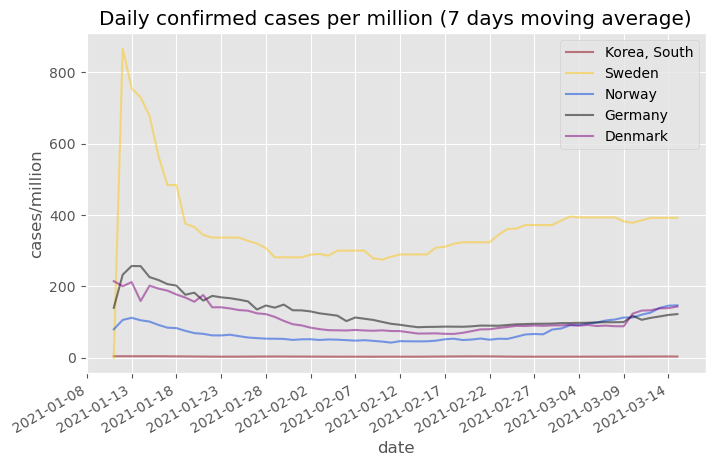 Daily confirmed cases per million (7 days moving average)
Korea, South
Sweden
Norway
Germany
Denmark
cases/million
800
600
400
200
0
2021-01-08
2021-01-13
2021-01-18
2021-01-23
2021-01-28
2021-02-02
2021-02-07
2021-02-12
2021-02-17
2021-02-22
2021-02-27
2021-03-04
2021-03-09
2021-03-14
date